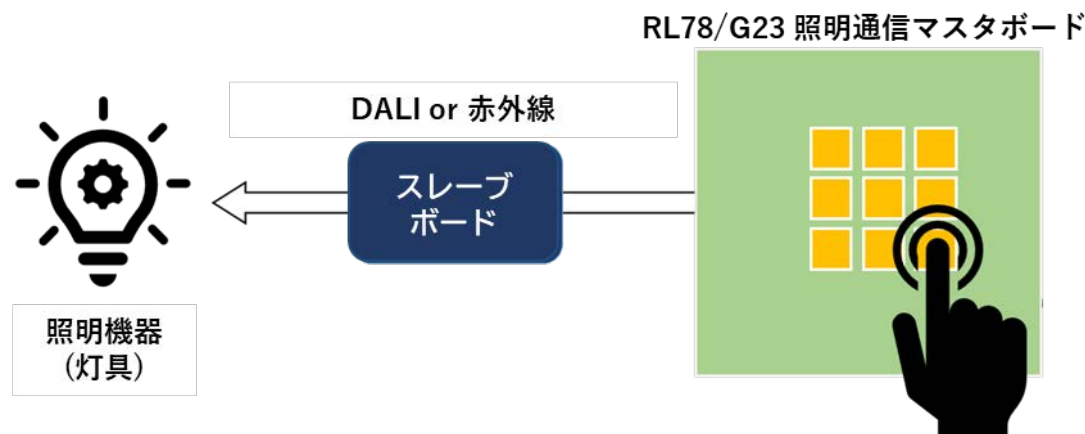 RL78/G23 照明通信マスタボード
DALI or 赤外線
スレーブ
ボード
照明機器
(灯具)